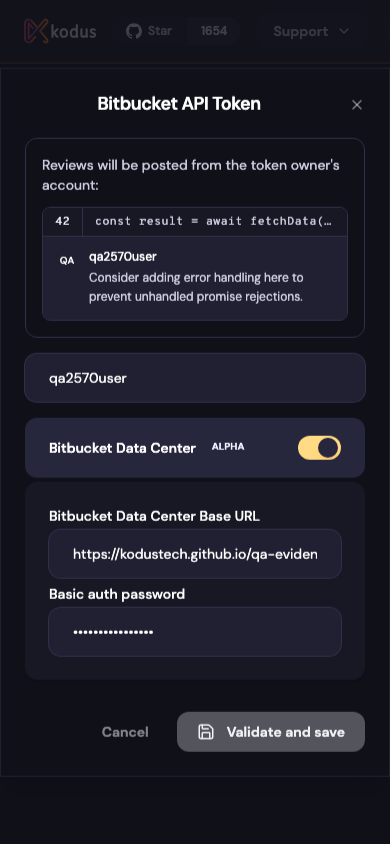 kodus
Star
1654
Support
Bitbucket API Token
Reviews will be posted from the token owner's
account:
42
const result = await fetchData(…
QA
qa2570user
Consider adding error handling here to
prevent unhandled promise rejections.
qa2570user
Bitbucket Data Center
ALPHA
Bitbucket Data Center Base URL
https://kodustech.github.io/qa-eviden
Basic auth password
••••••••••••••••
Cancel
Validate and save